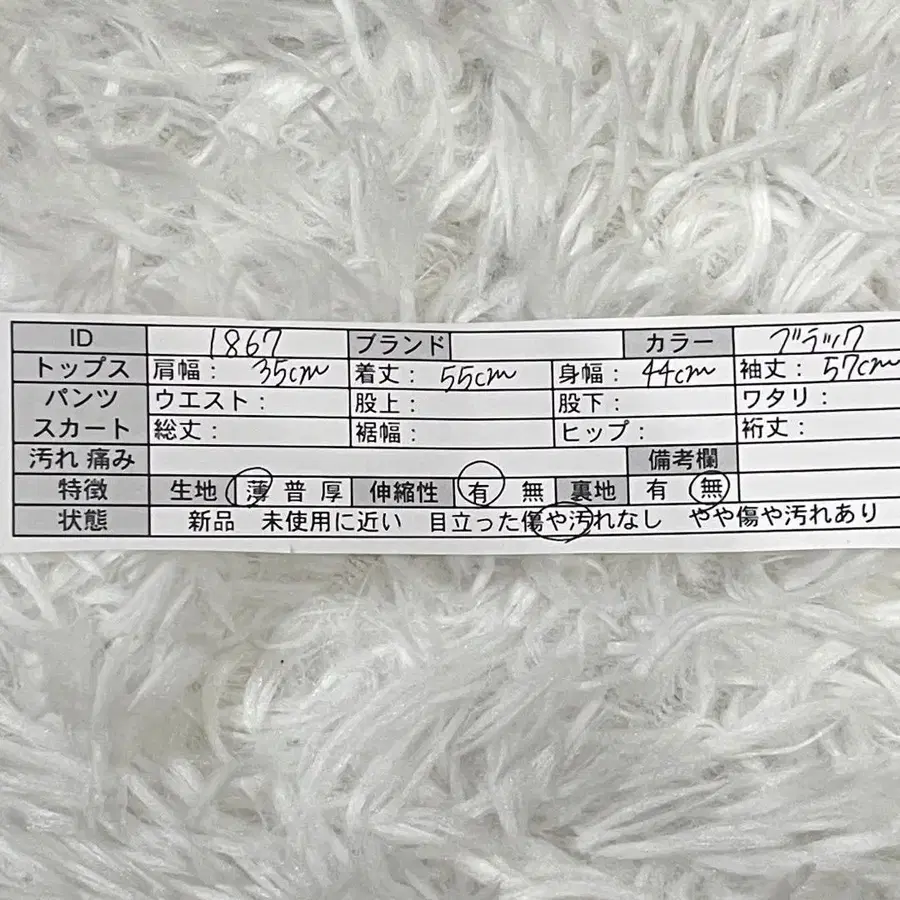 ID 1867 ブランド カラー ブラック
トップス 肩幅： 35cm 着丈： 55cm 身幅： 44cm 袖丈： 57cm
パンツ ウエスト： 股上： 股下： ワタリ：
スカート 総丈： 裾幅： ヒップ： 裄丈：
汚れ 痛み 備考欄
特徴 生地 薄 普 厚 伸縮性 有 無 裏地 有 無
状態 新品 未使用に近い 目立った傷や汚れなし やや傷や汚れあり